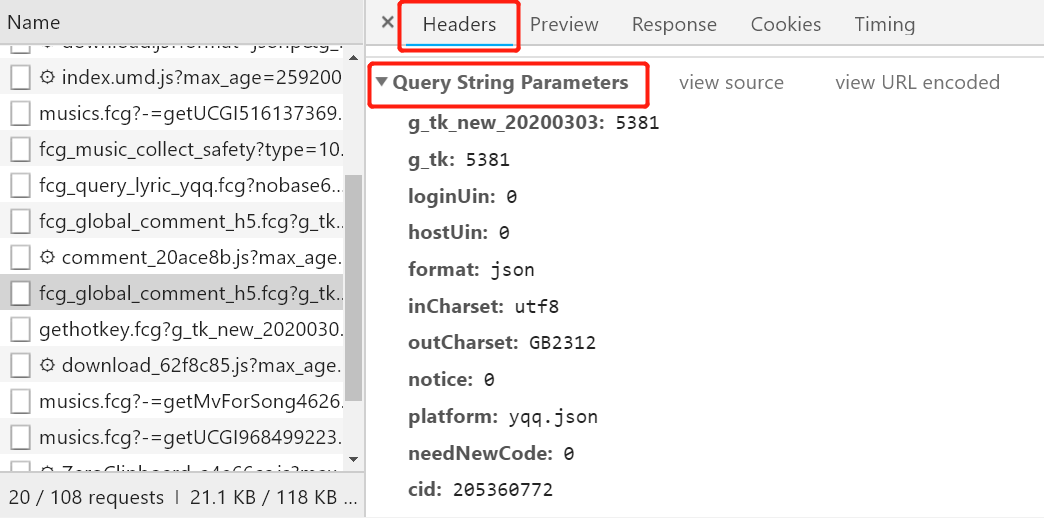 Name
index.umd.js?max_age=259200
musics.fcg?-=getUCGI516137369.
fcg_music_collect_safety?type=10.
fcg_query_lyric_yqq.fcg?nobase6...
fcg_global_comment_h5.fcg?g_tk..
comment_20ace8b.js?max_age.
fcg_global_comment_h5.fcg?g_tk..
gethotkey.fcg?g_tk_new_2020030.
download_62f8c85.js?max_age.
musics.fcg?-=getMvForSong4626.
musics.fcg?-=getUCGI968499223.
20 / 108 requests | 21.1 KB / 118 KB ...
× Headers Preview Response Cookies Timing
Query String Parameters view source view URL encoded
g_tk_new_20200303: 5381
g_tk: 5381
loginUin: 0
hostUin: 0
format: json
inCharset: utf8
outCharset: GB2312
notice: 0
platform: yqq.json
needNewCode: 0
cid: 205360772